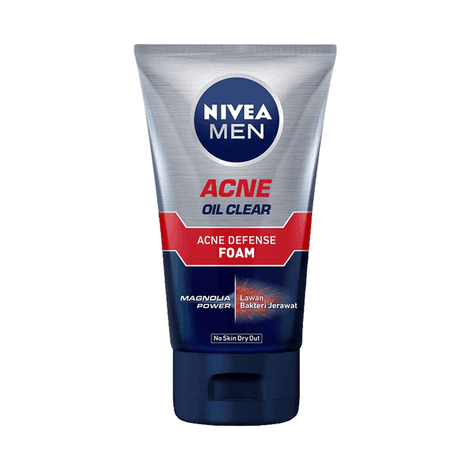 NIVEA
MEN
ACNE
OIL CLEAR
ACNE DEFENSE
FOAM
MAGNOLIA
POWER
Lawan
Bakteri Jerawat
No Skin Dry Out